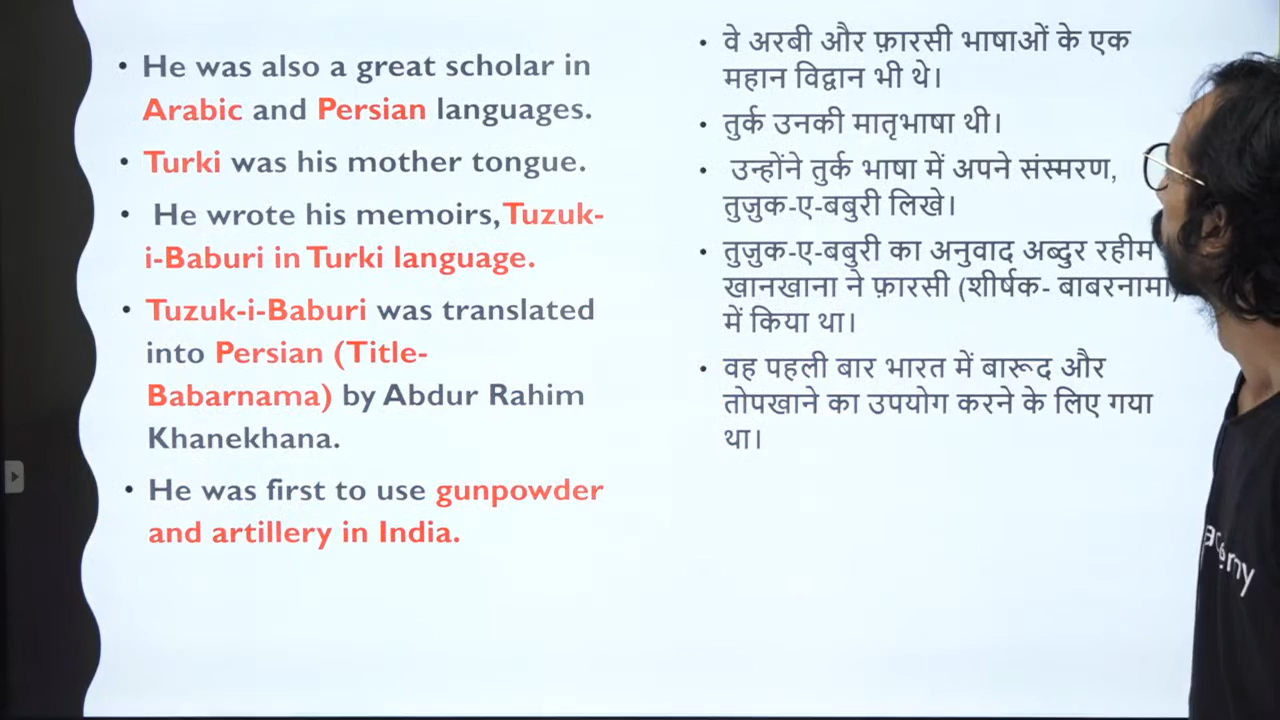 • He was also a great scholar in
Arabic and Persian languages.
• Turki was his mother tongue.
• He wrote his memoirs, Tuzuk-
i-Baburi in Turki language.
• Tuzuk-i-Baburi was translated
into Persian (Title-
Babarnama) by Abdur Rahim
Khanekhana.
• He was first to use gunpowder
and artillery in India.
• वे अरबी और फ़ारसी भाषाओं के एक
महान विद्वान भी थे।
• तुर्क उनकी मातृभाषा थी।
• उन्होंने तुर्क भाषा में अपने संस्मरण,
तुज़ुक-ए-बबुरी लिखे।
• तुज़ुक-ए-बबुरी का अनुवाद अब्दुर रहीम
खानखाना ने फ़ारसी (शीर्षक- बाबरनामा)
में किया था।
• वह पहली बार भारत में बारूद और
तोपखाने का उपयोग करने के लिए गया
था।
academy